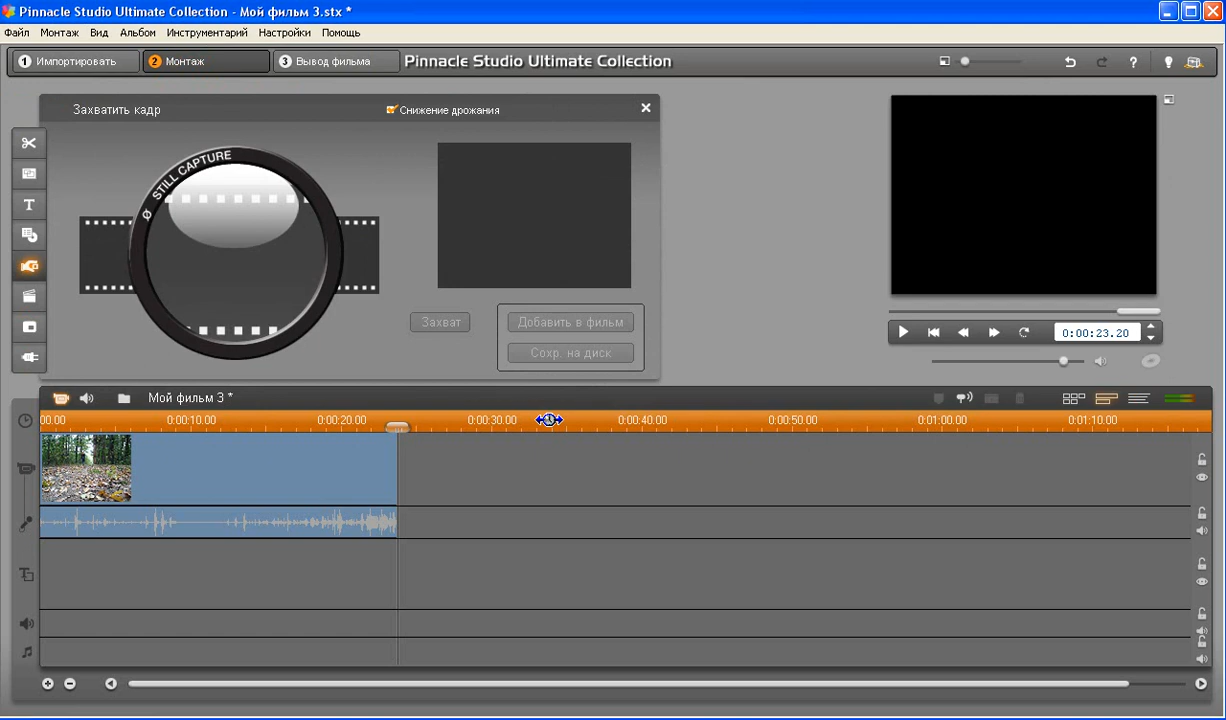 Pinnacle Studio Ultimate Collection - Мой фильм 3.stx *
Файл Монтаж Вид Альбом Инструментарий Настройки Помощь
1 Импортировать 2 Монтаж 3 Вывод фильма Pinnacle Studio Ultimate Collection ?
Захватить кадр Снижение дрожания
Ø STILL CAPTURE
T
Захват Добавить в фильм
Сохр. на диск
0:00:23.20
Мой фильм 3 *
00.00 0:00:10.00 0:00:20.00 0:00:30.00 0:00:40.00 0:00:50.00 0:01:00.00 0:01:10.00